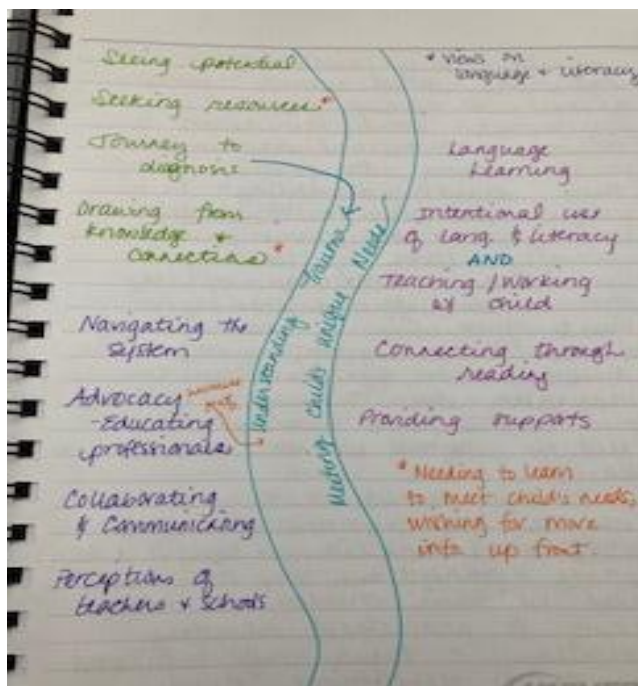 Seeing potential
Seeking resources *
Journey to
diagnosis
Drawing from
knowledge +
connections *
Navigating the
System
Advocacy
- Educating
professionals
Collaborating
& Communicating
Perceptions of
teachers + schools
Understanding Trauma
Meeting child's unique Needs
* views on
language + literacy
Language
Learning
Intentional use
of Lang. & literacy
AND
Teaching / Working
w/ child
Connecting through
reading
Providing supports
* Needing to learn
to meet child's needs;
wishing for more
info up front